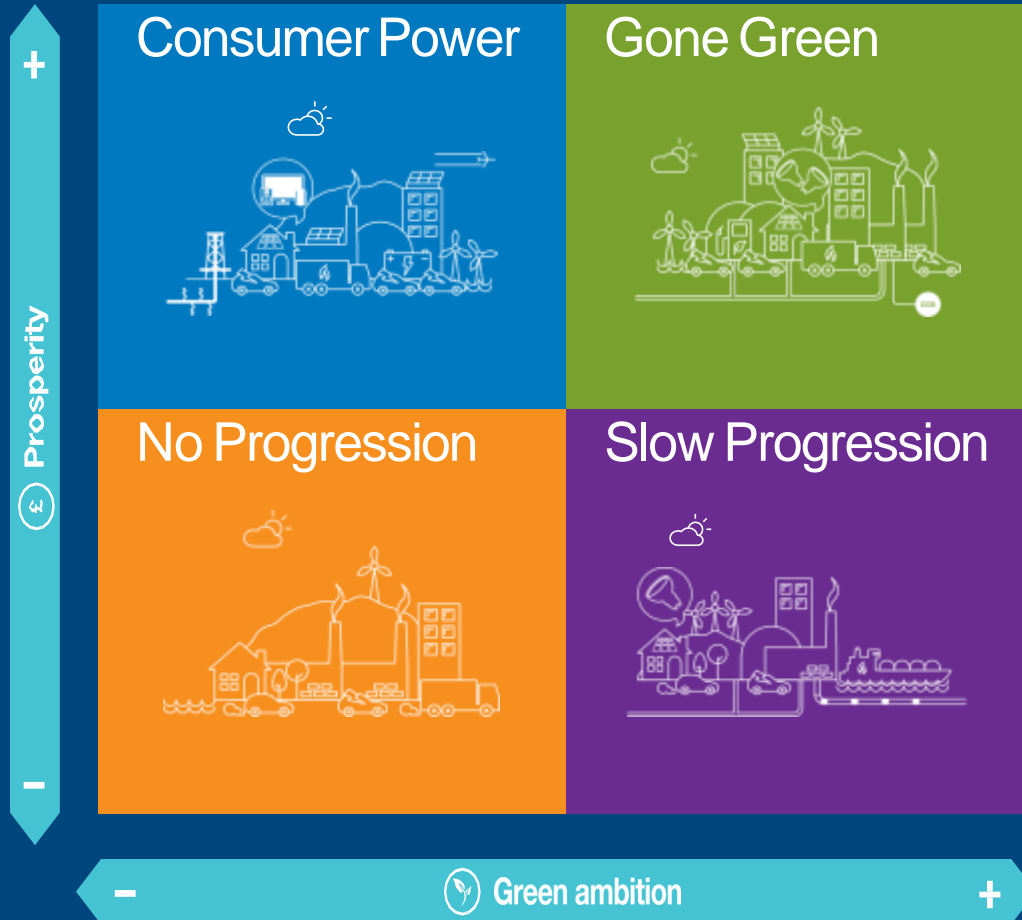 Consumer Power
Gone Green
+
£ Prosperity
-
No Progression
Slow Progression
- Green ambition +